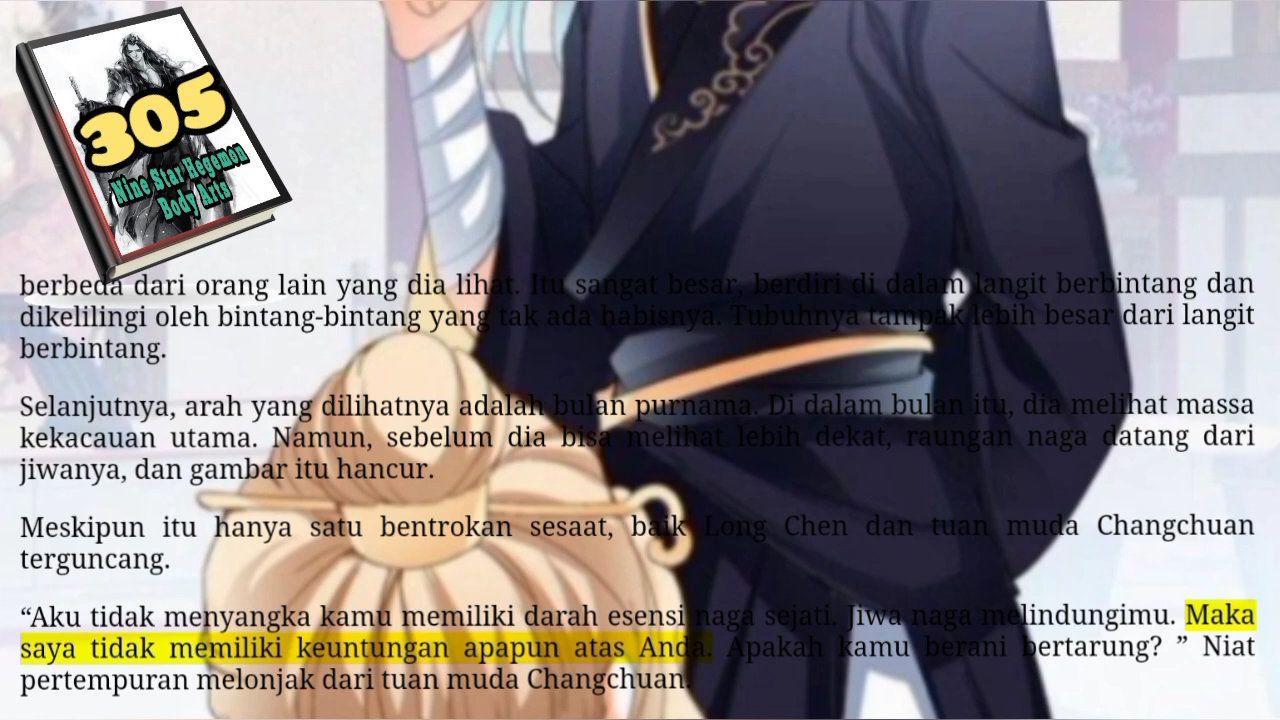 305
Nine Star Hegemon
Body Arts
berbeda dari orang lain yang dia lihat. Itu sangat besar, berdiri di dalam langit berbintang dan
dikelilingi oleh bintang-bintang yang tak ada habisnya. Tubuhnya tampak lebih besar dari langit
berbintang.
Selanjutnya, arah yang dilihatnya adalah bulan purnama. Di dalam bulan itu, dia melihat massa
kekacauan utama. Namun, sebelum dia bisa melihat lebih dekat, raungan naga datang dari
jiwanya, dan gambar itu hancur.
Meskipun itu hanya satu bentrokan sesaat, baik Long Chen dan tuan muda Changchuan
terguncang.
“Aku tidak menyangka kamu memiliki darah esensi naga sejati. Jiwa naga melindungimu. Maka
saya tidak memiliki keuntungan apapun atas Anda. Apakah kamu berani bertarung? ” Niat
pertempuran melonjak dari tuan muda Changchuan.